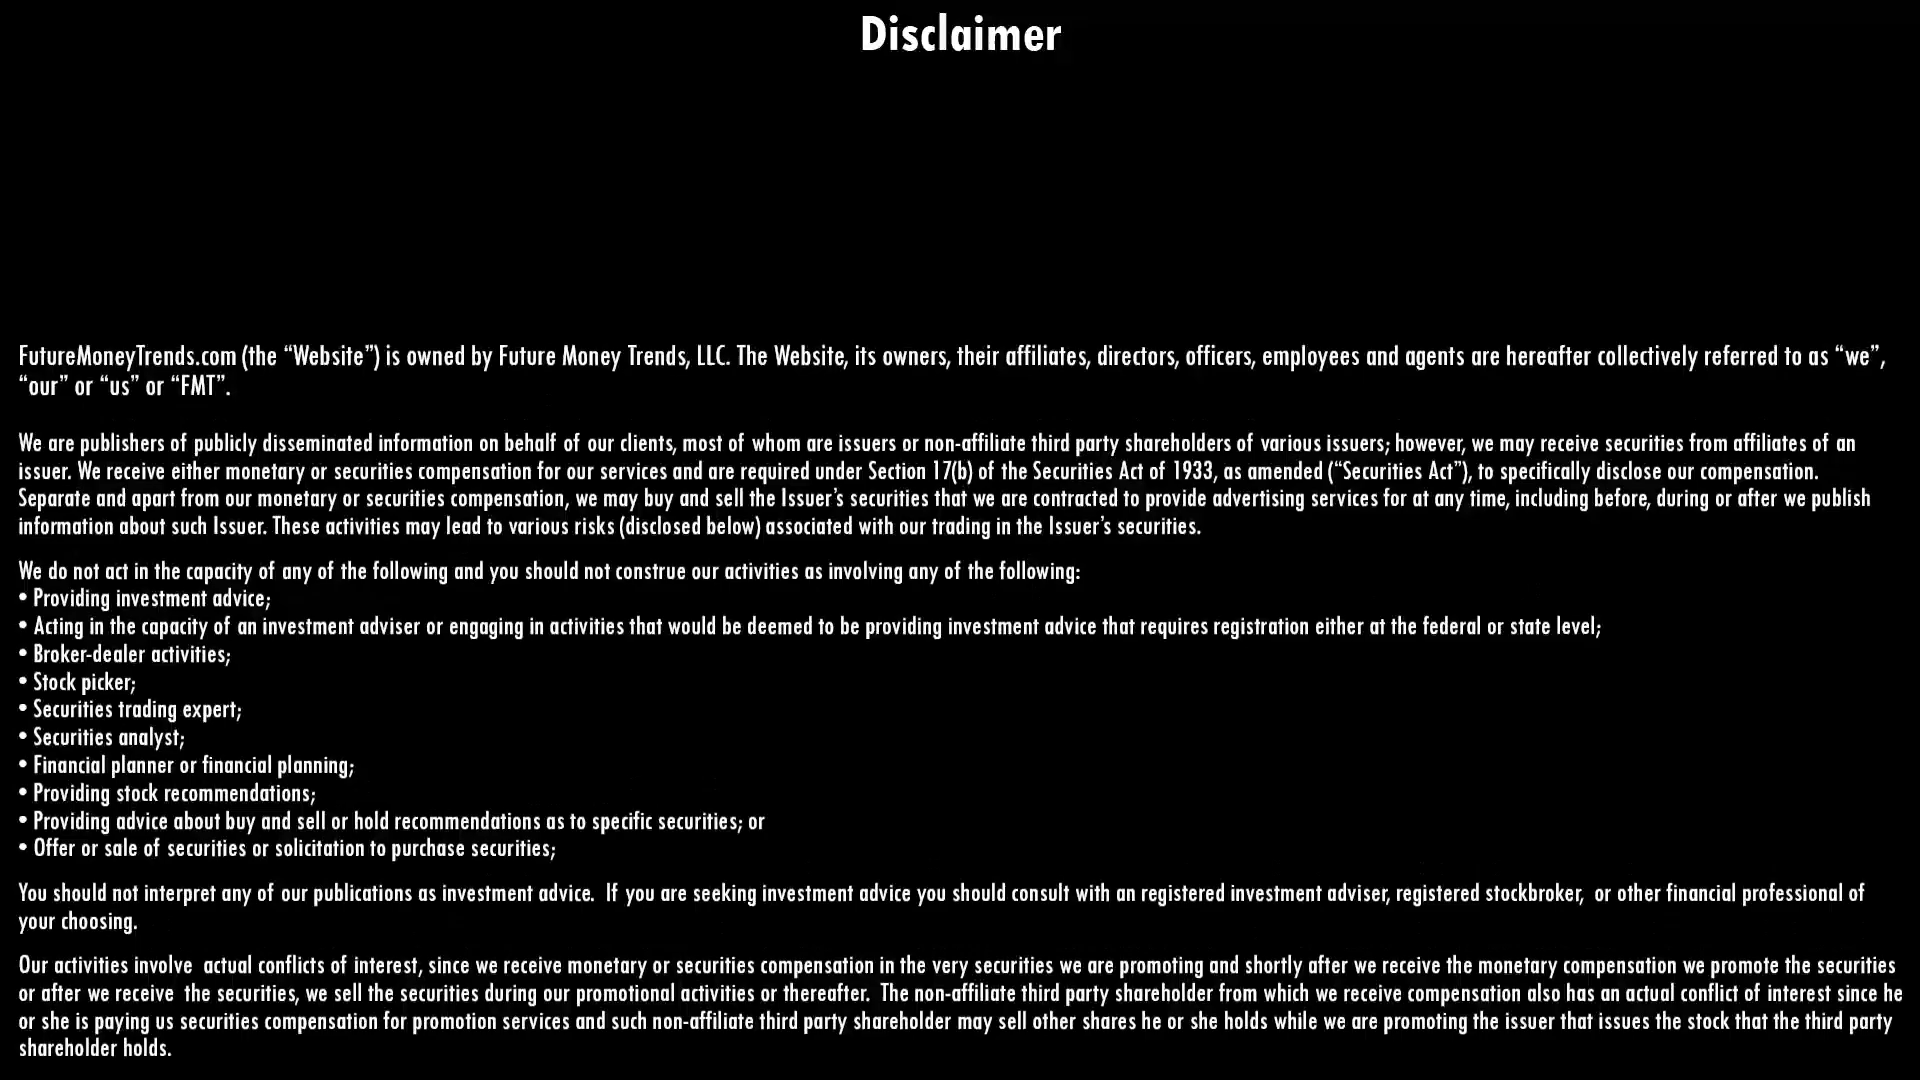 Disclaimer
FutureMoneyTrends.com (the “Website”) is owned by Future Money Trends, LLC. The Website, its owners, their affiliates, directors, officers, employees and agents are hereafter collectively referred to as “we”,
“our” or “us” or “FMT”.
We are publishers of publicly disseminated information on behalf of our clients, most of whom are issuers or non-affiliate third party shareholders of various issuers; however, we may receive securities from affiliates of an
issuer. We receive either monetary or securities compensation for our services and are required under Section 17(b) of the Securities Act of 1933, as amended (“Securities Act”), to specifically disclose our compensation.
Separate and apart from our monetary or securities compensation, we may buy and sell the Issuer’s securities that we are contracted to provide advertising services for at any time, including before, during or after we publish
information about such Issuer. These activities may lead to various risks (disclosed below) associated with our trading in the Issuer’s securities.
We do not act in the capacity of any of the following and you should not construe our activities as involving any of the following:
• Providing investment advice;
• Acting in the capacity of an investment adviser or engaging in activities that would be deemed to be providing investment advice that requires registration either at the federal or state level;
• Broker-dealer activities;
• Stock picker;
• Securities trading expert;
• Securities analyst;
• Financial planner or financial planning;
• Providing stock recommendations;
• Providing advice about buy and sell or hold recommendations as to specific securities; or
• Offer or sale of securities or solicitation to purchase securities;
You should not interpret any of our publications as investment advice.  If you are seeking investment advice you should consult with an registered investment adviser, registered stockbroker,  or other financial professional of
your choosing.
Our activities involve  actual conflicts of interest, since we receive monetary or securities compensation in the very securities we are promoting and shortly after we receive the monetary compensation we promote the securities
or after we receive  the securities, we sell the securities during our promotional activities or thereafter.  The non-affiliate third party shareholder from which we receive compensation also has an actual conflict of interest since he
or she is paying us securities compensation for promotion services and such non-affiliate third party shareholder may sell other shares he or she holds while we are promoting the issuer that issues the stock that the third party
shareholder holds.